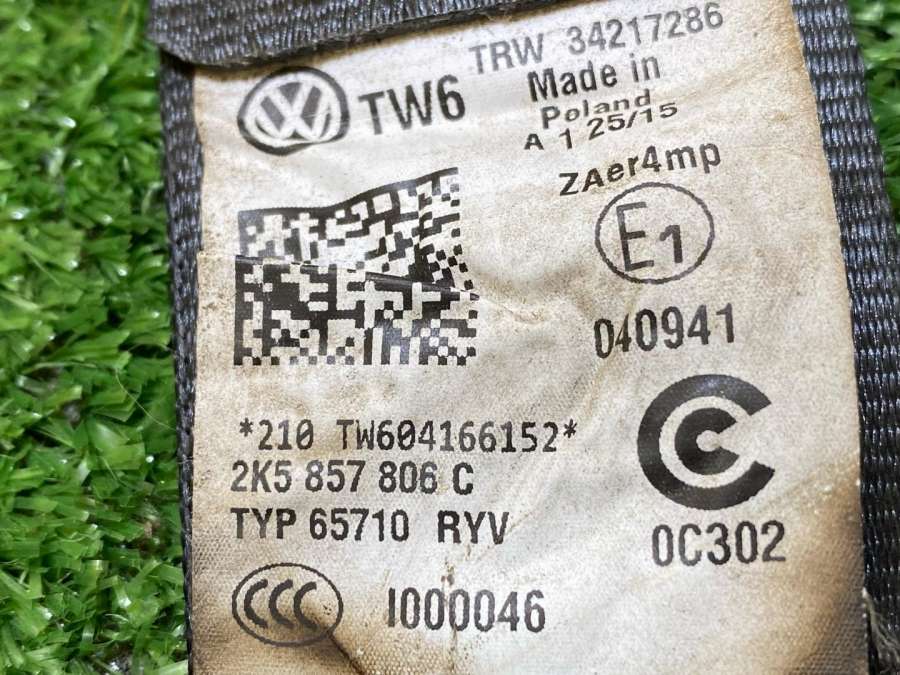 TRW 34217286
VW TW6
Made in
Poland
A 1 25/15
ZAer4mp
E1
040941
*210 TW604166152*
2K5 857 806 C
TYP 65710 RYV
0C302
CCC I000046